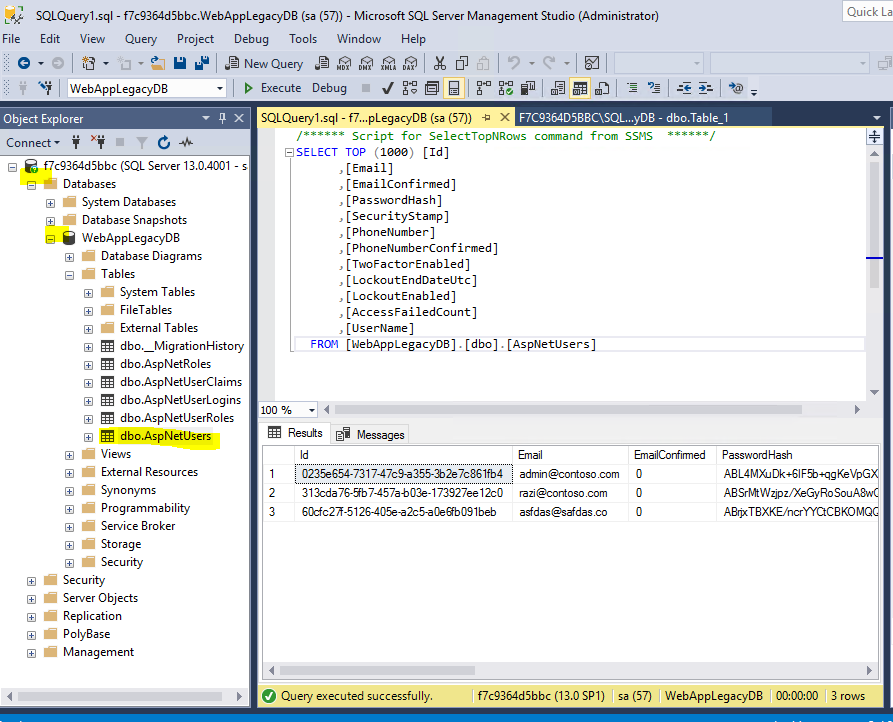 SQLQuery1.sql - f7c9364d5bbc.WebAppLegacyDB (sa (57)) - Microsoft SQL Server Management Studio (Administrator)
Quick La
File Edit View Query Project Debug Tools Window Help
New Query MDX DMX XMLA DAX
WebAppLegacyDB Execute Debug
Object Explorer
Connect
f7c9364d5bbc (SQL Server 13.0.4001 - s
Databases
System Databases
Database Snapshots
WebAppLegacyDB
Database Diagrams
Tables
System Tables
FileTables
External Tables
dbo.__MigrationHistory
dbo.AspNetRoles
dbo.AspNetUserClaims
dbo.AspNetUserLogins
dbo.AspNetUserRoles
dbo.AspNetUsers
Views
External Resources
Synonyms
Programmability
Service Broker
Storage
Security
Security
Server Objects
Replication
PolyBase
Management
SQLQuery1.sql - f7...pLegacyDB (sa (57)) F7C9364D5BBC\SQL...yDB - dbo.Table_1
/****** Script for SelectTopNRows command from SSMS ******/
SELECT TOP (1000) [Id]
,[Email]
,[EmailConfirmed]
,[PasswordHash]
,[SecurityStamp]
,[PhoneNumber]
,[PhoneNumberConfirmed]
,[TwoFactorEnabled]
,[LockoutEndDateUtc]
,[LockoutEnabled]
,[AccessFailedCount]
,[UserName]
FROM [WebAppLegacyDB].[dbo].[AspNetUsers]
100 %
Results Messages
Id Email EmailConfirmed PasswordHash
1 0235e654-7317-47c9-a355-3b2e7c861fb4 admin@contoso.com 0 ABL4MXuDk+6IF5b+qgKeVpGX
2 313cda76-5fb7-457a-b03e-173927ee12c0 razi@contoso.com 0 ABSrMtWzjpz/XeGyRoSouA8wC
3 60cfc27f-5126-405e-a2c5-a0e6fb091beb asfdas@safdas.co 0 ABrjxTBXKE/ncrYYCtCBKOMQG
Query executed successfully. f7c9364d5bbc (13.0 SP1) sa (57) WebAppLegacyDB 00:00:00 3 rows